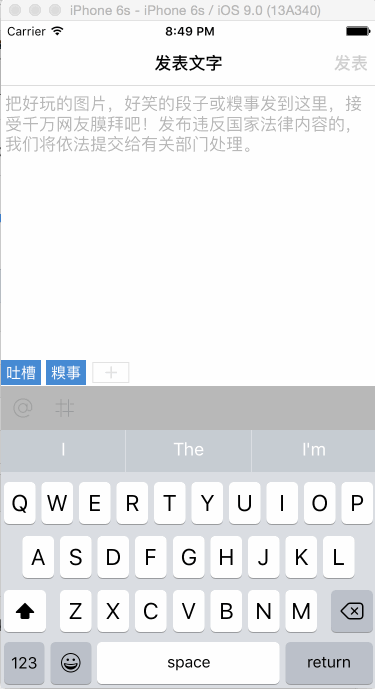 iPhone 6s - iPhone 6s / iOS 9.0 (13A340)
Carrier 8:49 PM
发表文字 发表
把好玩的图片，好笑的段子或糗事发到这里，接
受千万网友膜拜吧！发布违反国家法律内容的，
我们将依法提交给有关部门处理。
吐槽 糗事 +
@ #
I The I'm
Q W E R T Y U I O P
A S D F G H J K L
Z X C V B N M
123 space return